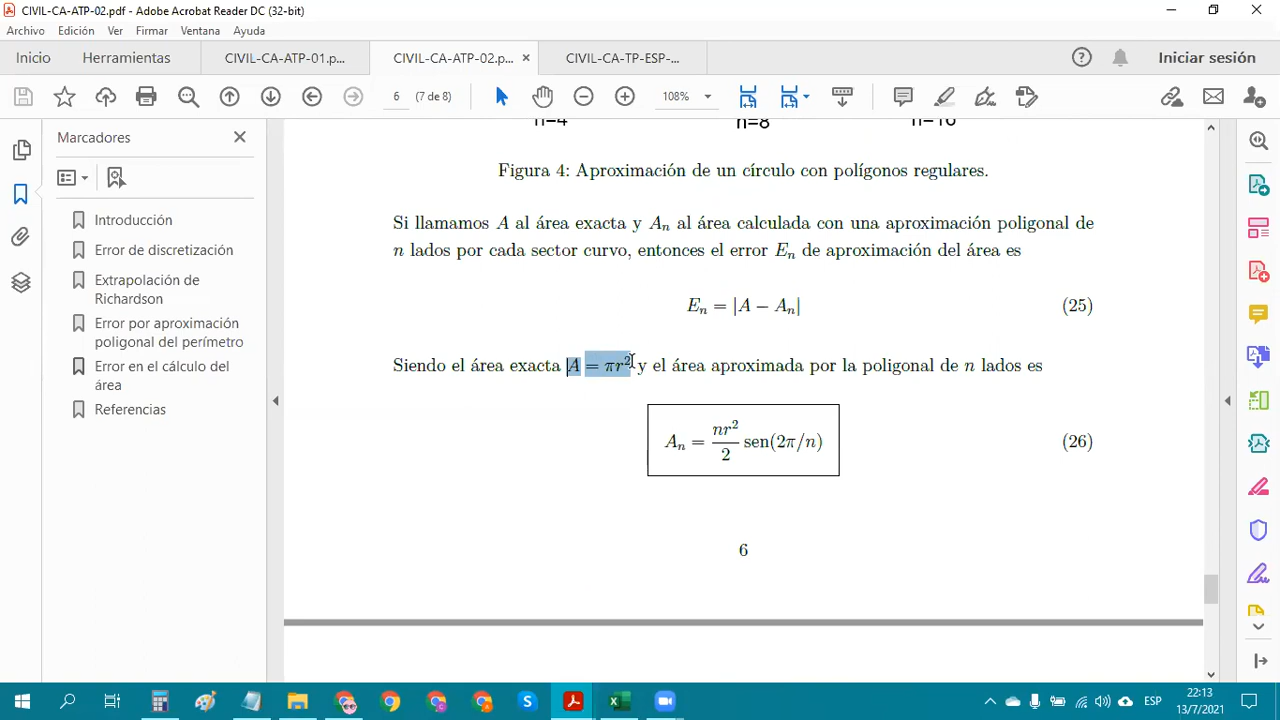 CIVIL-CA-ATP-02.pdf - Adobe Acrobat Reader DC (32-bit)
Archivo Edición Ver Firmar Ventana Ayuda
Inicio Herramientas CIVIL-CA-ATP-01.p... CIVIL-CA-ATP-02.p... × CIVIL-CA-TP-ESP-... Iniciar sesión
6 (7 de 8) 108%
Marcadores
Introducción
Error de discretización
Extrapolación de
Richardson
Error por aproximación
poligonal del perímetro
Error en el cálculo del
área
Referencias
n=4 n=8 n=16
Figura 4: Aproximación de un círculo con polígonos regulares.
Si llamamos A al área exacta y Aₙ al área calculada con una aproximación poligonal de
n lados por cada sector curvo, entonces el error Eₙ de aproximación del área es
Eₙ = |A − Aₙ| (25)
Siendo el área exacta A = πr² y el área aproximada por la poligonal de n lados es
Aₙ = nr²/2 sen(2π/n) (26)
6
ESP
22:13
13/7/2021